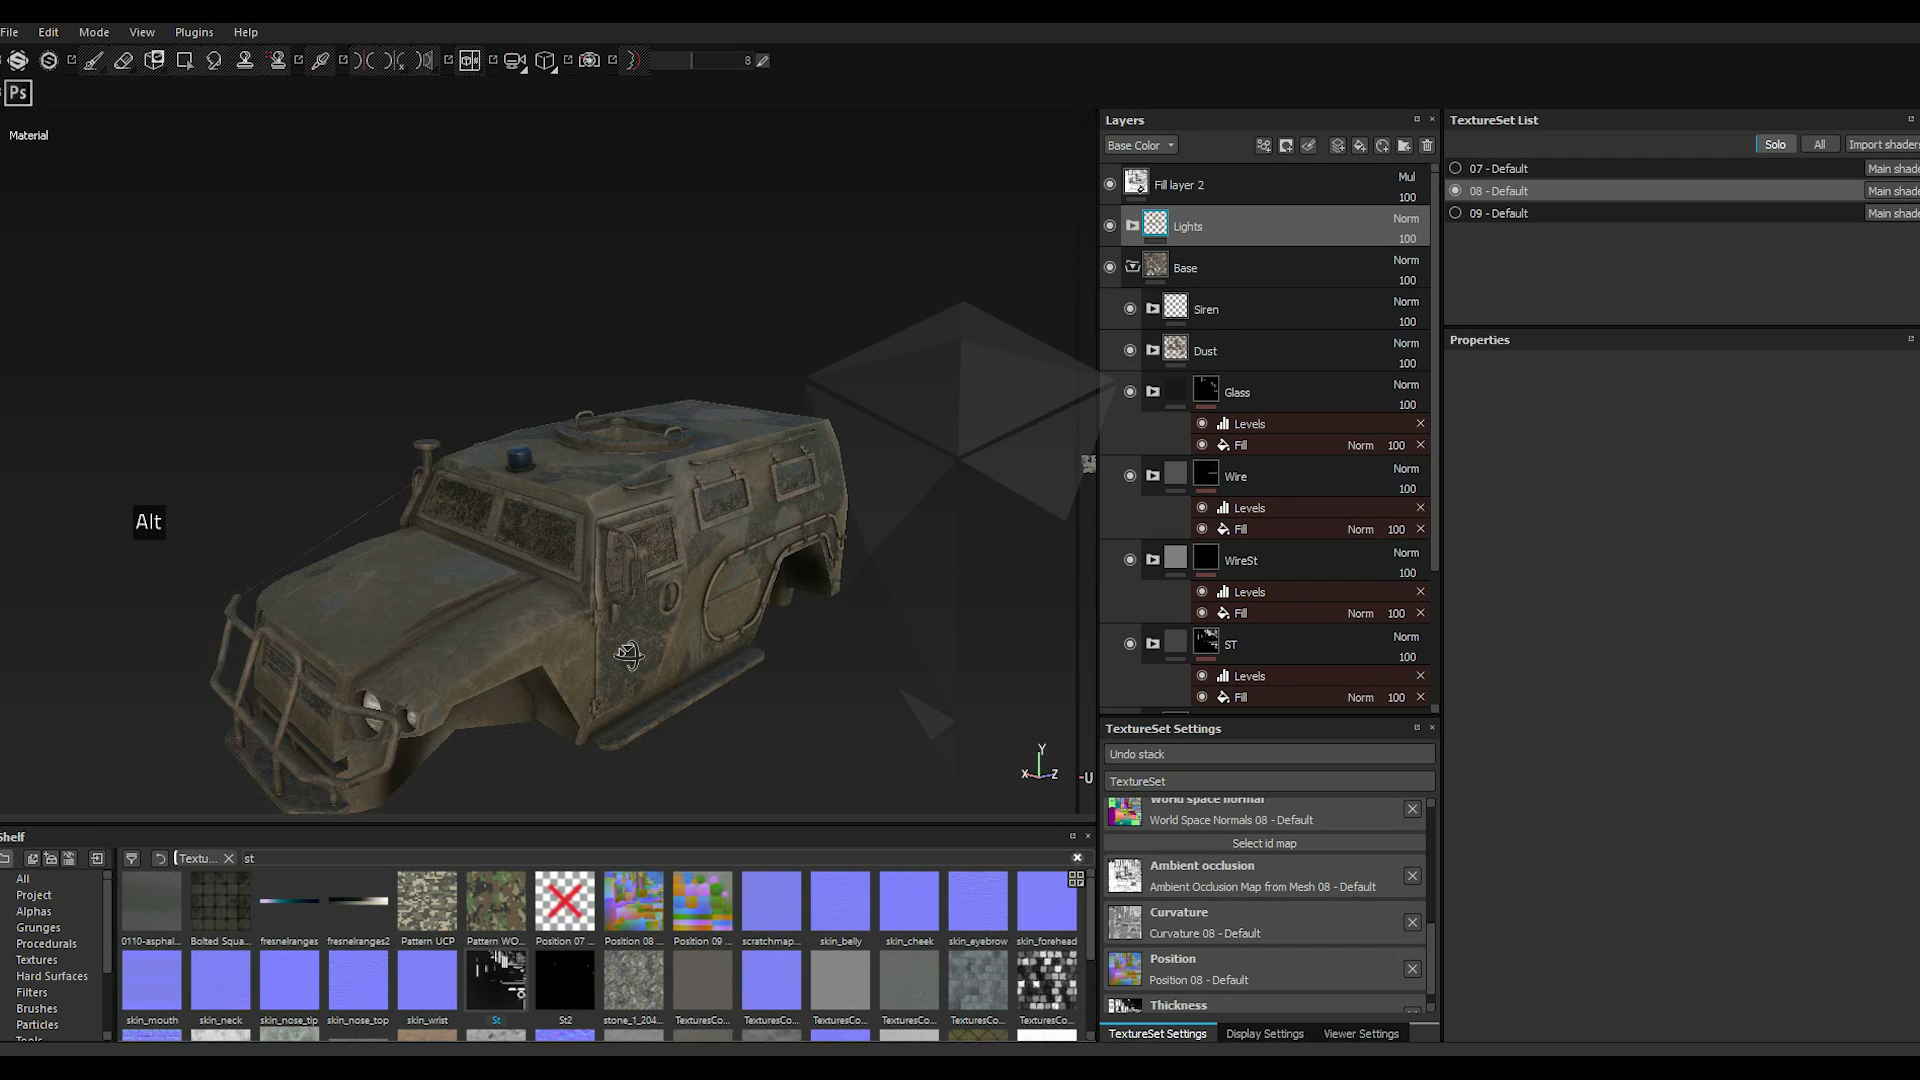 File Edit Mode View Plugins Help
8
Ps
Material
Alt
Y
X Z
-U
Layers
Base Color
Fill layer 2 Mul 100
Lights Norm 100
Base Norm 100
Siren Norm 100
Dust Norm 100
Glass Norm 100
Levels
Fill Norm 100
Wire Norm 100
Levels
Fill Norm 100
WireSt Norm 100
Levels
Fill Norm 100
ST Norm 100
Levels
Fill Norm 100
TextureSet List
Solo All Import shaders
07 - Default Main shade
08 - Default Main shade
09 - Default Main shade
Properties
TextureSet Settings
Undo stack
TextureSet
World space normal
World Space Normals 08 - Default
Select id map
Ambient occlusion
Ambient Occlusion Map from Mesh 08 - Default
Curvature
Curvature 08 - Default
Position
Position 08 - Default
Thickness
TextureSet Settings Display Settings Viewer Settings
Shelf
Textu... st
All
Project
Alphas
Grunges
Procedurals
Textures
Hard Surfaces
Filters
Brushes
Particles
Tools
0110-asphal... Bolted Squa... fresnelranges fresnelranges2 Pattern UCP Pattern WO... Position 07 ... Position 08 ... Position 09 ... scratchmap... skin_belly skin_cheek skin_eyebrow skin_forehead
skin_mouth skin_neck skin_nose_tip skin_nose_top skin_wrist St St2 stone_1_204... TexturesCo... TexturesCo... TexturesCo... TexturesCo... TexturesCo... TexturesCo...